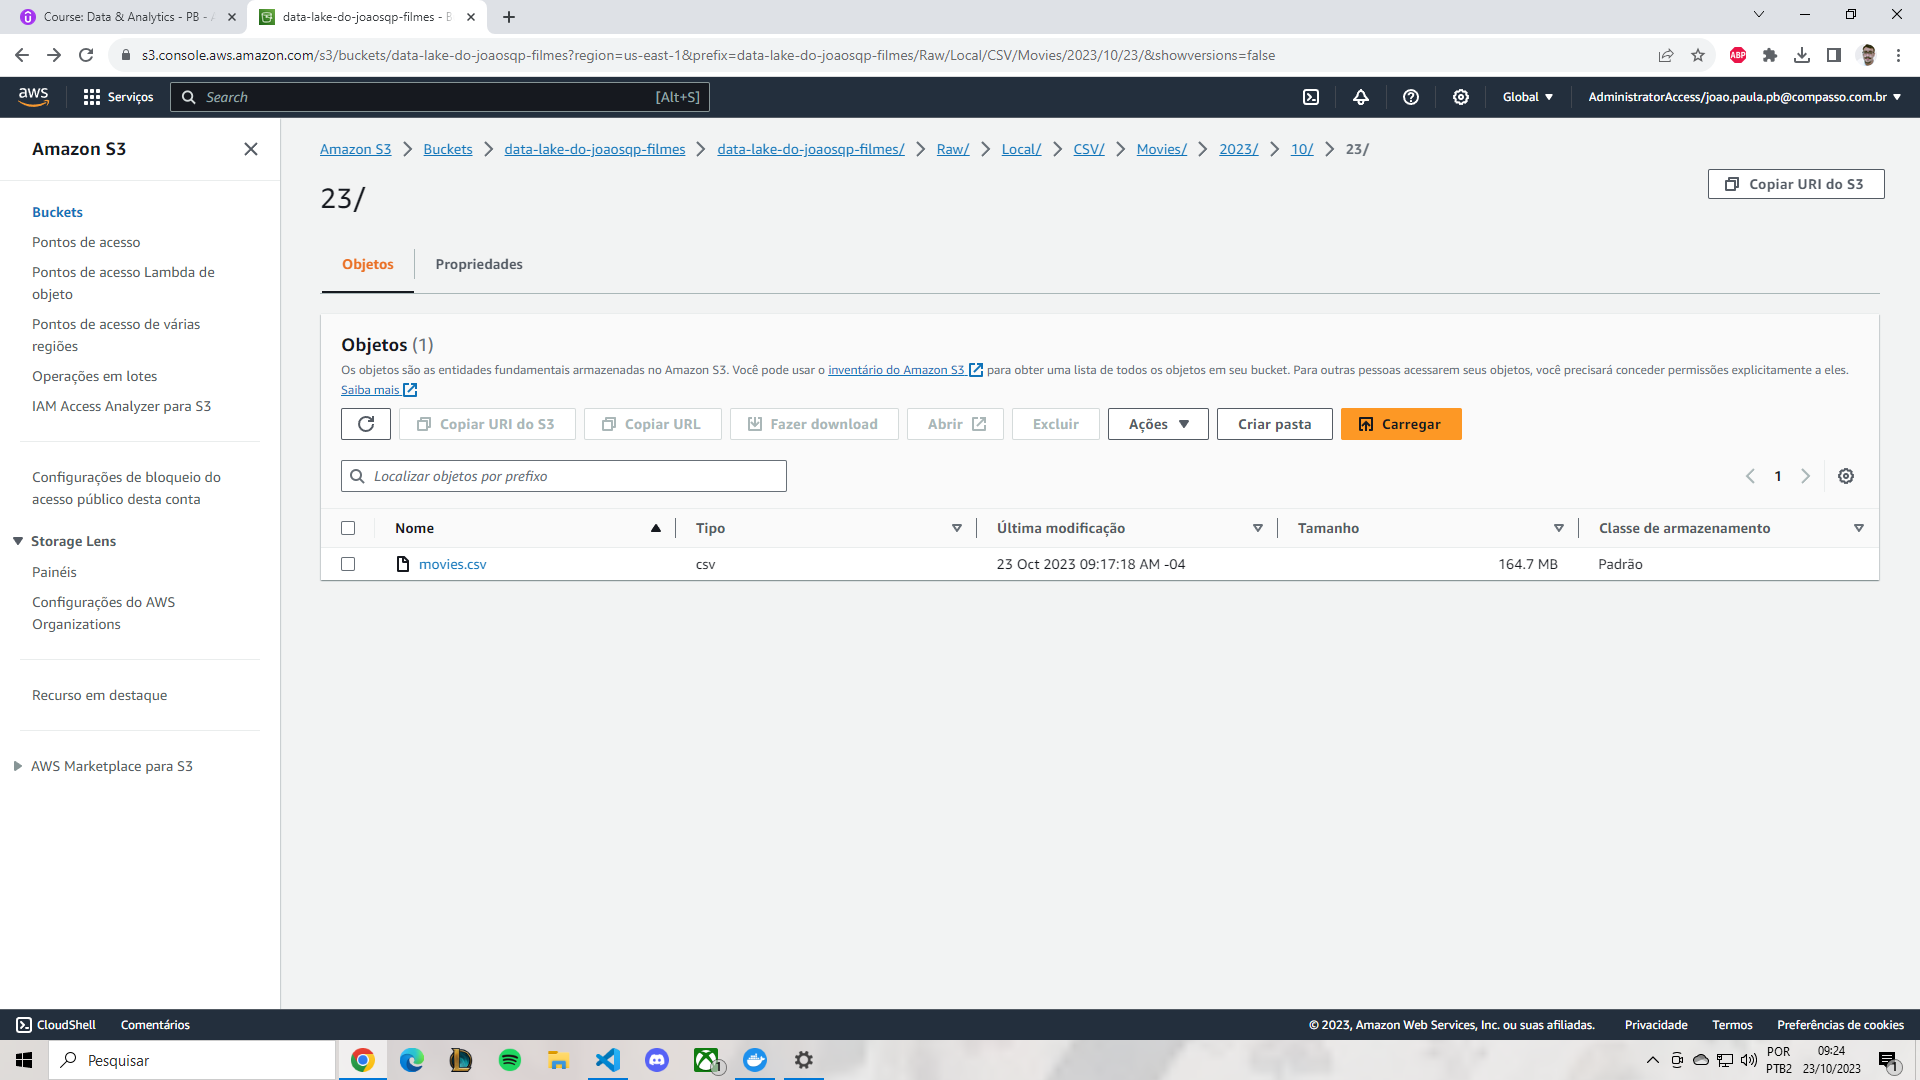 Course: Data & Analytics - PB -
data-lake-do-joaosqp-filmes - B
s3.console.aws.amazon.com/s3/buckets/data-lake-do-joaosqp-filmes?region=us-east-1&prefix=data-lake-do-joaosqp-filmes/Raw/Local/CSV/Movies/2023/10/23/&showversions=false
ABP
aws
Serviços
Search
[Alt+S]
Global
AdministratorAccess/joao.paula.pb@compasso.com.br
Amazon S3
Buckets
Pontos de acesso
Pontos de acesso Lambda de
objeto
Pontos de acesso de várias
regiões
Operações em lotes
IAM Access Analyzer para S3
Configurações de bloqueio do
acesso público desta conta
Storage Lens
Painéis
Configurações do AWS
Organizations
Recurso em destaque
AWS Marketplace para S3
Amazon S3 > Buckets > data-lake-do-joaosqp-filmes > data-lake-do-joaosqp-filmes/ > Raw/ > Local/ > CSV/ > Movies/ > 2023/ > 10/ > 23/
23/
Copiar URI do S3
Objetos
Propriedades
Objetos (1)
Os objetos são as entidades fundamentais armazenadas no Amazon S3. Você pode usar o inventário do Amazon S3 para obter uma lista de todos os objetos em seu bucket. Para outras pessoas acessarem seus objetos, você precisará conceder permissões explicitamente a eles.
Saiba mais
Copiar URI do S3
Copiar URL
Fazer download
Abrir
Excluir
Ações
Criar pasta
Carregar
Localizar objetos por prefixo
1
Nome
Tipo
Última modificação
Tamanho
Classe de armazenamento
movies.csv
csv
23 Oct 2023 09:17:18 AM -04
164.7 MB
Padrão
CloudShell
Comentários
© 2023, Amazon Web Services, Inc. ou suas afiliadas.
Privacidade
Termos
Preferências de cookies
Pesquisar
1
POR
PTB2
09:24
23/10/2023
1